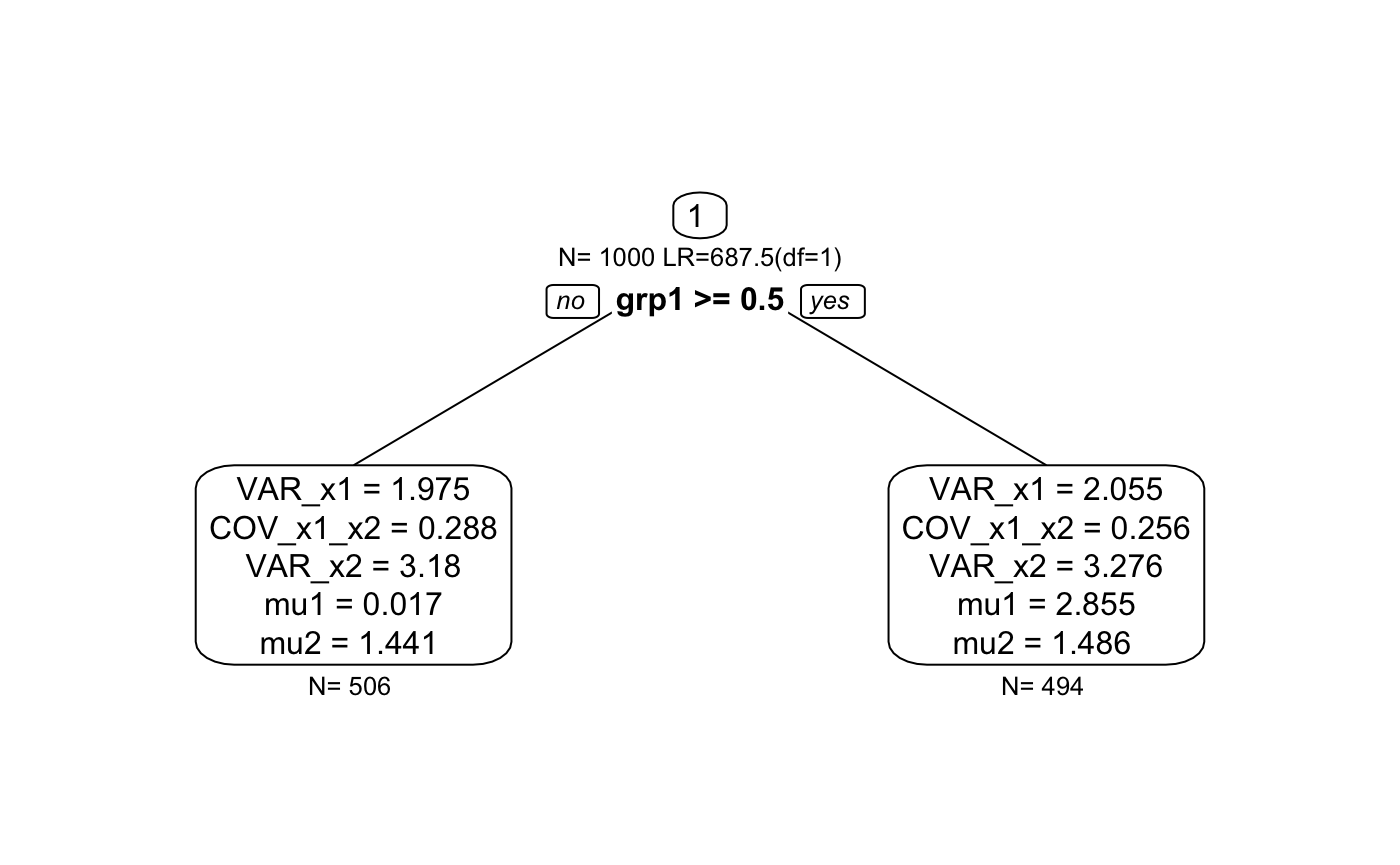 1
N= 1000 LR=687.5(df=1)
no grp1 >= 0.5 yes
VAR_x1 = 1.975
COV_x1_x2 = 0.288
VAR_x2 = 3.18
mu1 = 0.017
mu2 = 1.441
N= 506
VAR_x1 = 2.055
COV_x1_x2 = 0.256
VAR_x2 = 3.276
mu1 = 2.855
mu2 = 1.486
N= 494